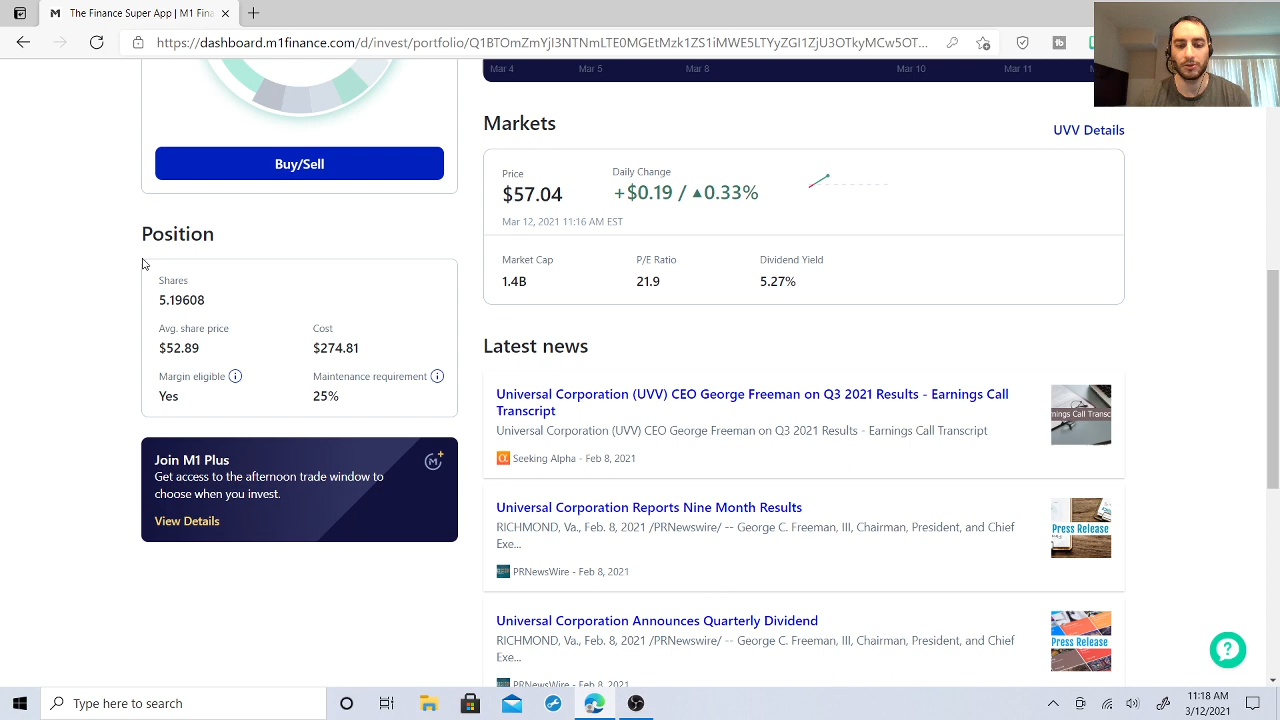 The Finance Super App | M1 Fina
https://dashboard.m1finance.com/d/invest/portfolio/
Mar 4 Mar 5 Mar 8 Mar 10 Mar 11
Buy/Sell
Position
Shares
5.19608
Avg. share price Cost
$52.89 $274.81
Margin eligible Maintenance requirement
Yes 25%
Join M1 Plus
Get access to the afternoon trade window to
choose when you invest.
View Details
Markets
UVV Details
Price Daily Change
$57.04 +$0.19 / ▲0.33%
Mar 12, 2021 11:16 AM EST
Market Cap P/E Ratio Dividend Yield
1.4B 21.9 5.27%
Latest news
Universal Corporation (UVV) CEO George Freeman on Q3 2021 Results - Earnings Call
Transcript
Universal Corporation (UVV) CEO George Freeman on Q3 2021 Results - Earnings Call Transcript
Seeking Alpha - Feb 8, 2021
Universal Corporation Reports Nine Month Results
RICHMOND, Va., Feb. 8, 2021 /PRNewswire/ -- George C. Freeman, III, Chairman, President, and Chief
Exe...
PRNewsWire - Feb 8, 2021
Press Release
Universal Corporation Announces Quarterly Dividend
RICHMOND, Va., Feb. 8, 2021 /PRNewswire/ -- George C. Freeman, III, Chairman, President, and Chief
Exe...
PRNewsWire - Feb 8, 2021
Press Release
Type here to search
11:18 AM
3/12/2021